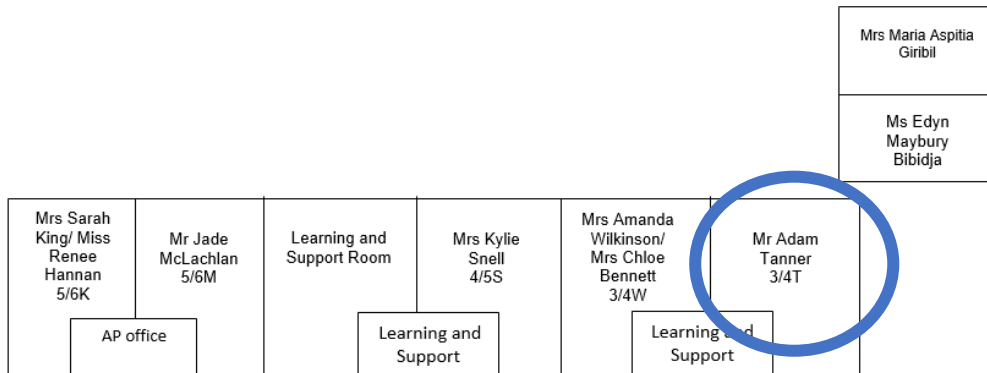 Mrs Maria Aspitia
Giribil
Ms Edyn
Maybury
Bibidja
Mrs Sarah
King/ Miss
Renee
Hannan
5/6K
Mr Jade
McLachlan
5/6M
Learning and
Support Room
Mrs Kylie
Snell
4/5S
Mrs Amanda
Wilkinson/
Mrs Chloe
Bennett
3/4W
Mr Adam
Tanner
3/4T
AP office
Learning and
Support
Learning and
Support